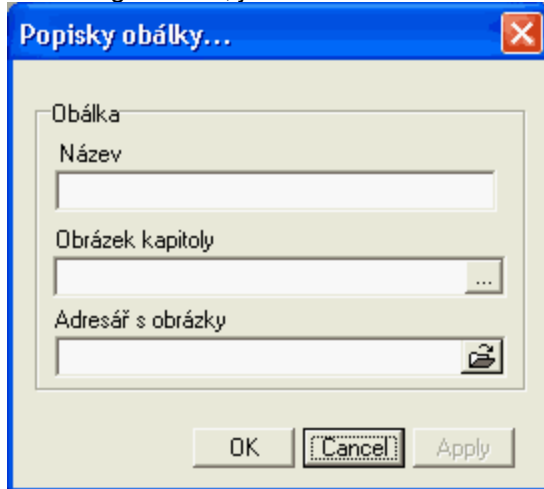 Popisky obálky...
Obálka
Název
Obrázek kapitoly
...
Adresář s obrázky
OK Cancel Apply